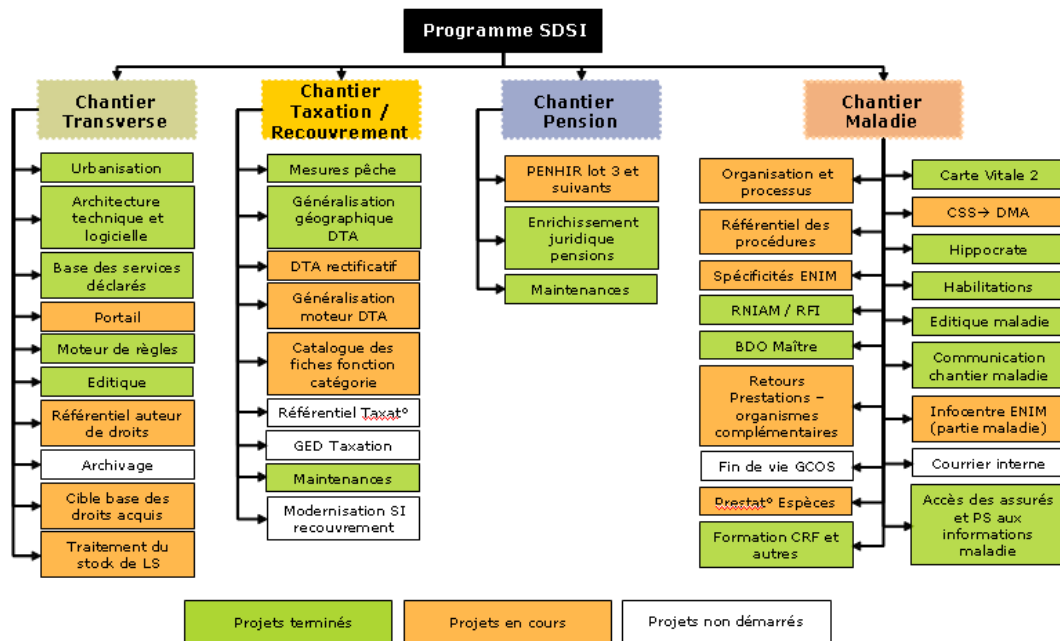 Programme SDSI
Chantier
Transverse
Urbanisation
Architecture
technique et
logicielle
Base des services
déclarés
Portail
Moteur de règles
Editique
Référentiel auteur
de droits
Archivage
Cible base des
droits acquis
Traitement du
stock de LS
Chantier
Taxation /
Recouvrement
Mesures pêche
Généralisation
géographique
DTA
DTA rectificatif
Généralisation
moteur DTA
Catalogue des
fiches fonction
catégorie
Référentiel Taxat°
GED Taxation
Maintenances
Modernisation SI
recouvrement
Chantier
Pension
PENHIR lot 3 et
suivants
Enrichissement
juridique
pensions
Maintenances
Chantier
Maladie
Organisation et
processus
Référentiel des
procédures
Spécificités ENIM
RNIAM / RFI
BDO Maître
Retours
Prestations –
organismes
complémentaires
Fin de vie GCOS
Prestat° Espèces
Formation CRF et
autres
Carte Vitale 2
CSS→ DMA
Hippocrate
Habilitations
Editique maladie
Communication
chantier maladie
Infocentre ENIM
(partie maladie)
Courrier interne
Accès des assurés
et PS aux
informations
maladie
Projets terminés
Projets en cours
Projets non démarrés